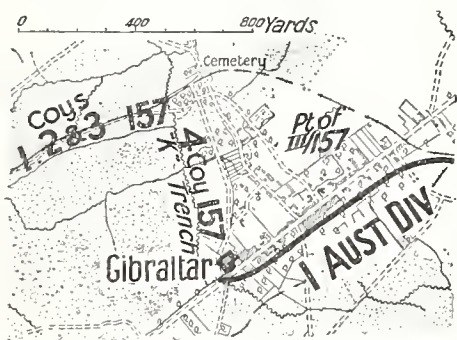 0 400 800 Yards
Cemetery
Coys
1 2&3 157
Pt of
III/157
4 Coy 157
K Trench
Gibraltar
1 AUST DIV